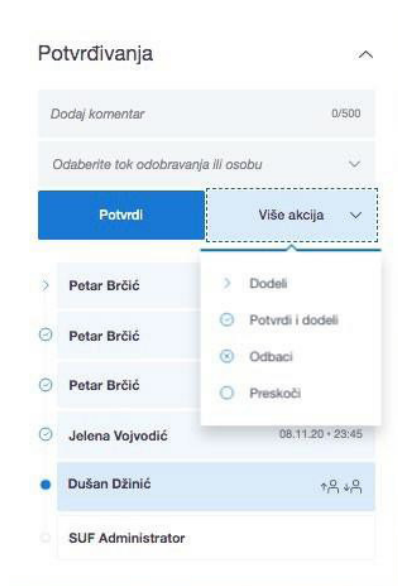 Potvrđivanja
Dodaj komentar 0/500
Odaberite tok odobravanja ili osobu
Potvrdi Više akcija
Petar Brčić Dodeli
Petar Brčić Potvrdi i dodeli
Odbaci
Petar Brčić Preskoči
Jelena Vojvodić 08.11.20 • 23:45
Dušan Džinić
SUF Administrator